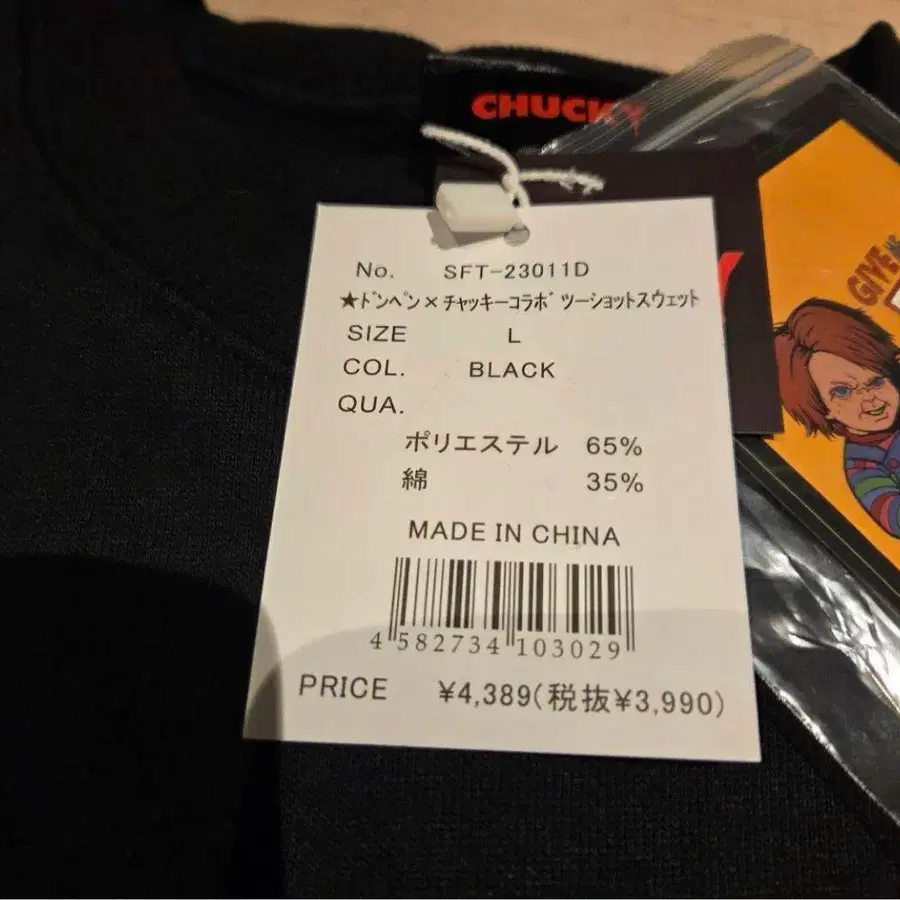 CHUCKY
No. SFT-23011D
★ﾄﾞﾝﾍﾟﾝ×チャッキーコラボ ツーショットスウェット
SIZE L
COL. BLACK
QUA.
ポリエステル 65%
綿 35%
MADE IN CHINA
4 582734 103029
PRICE ¥4,389(税抜¥3,990)
GIVE